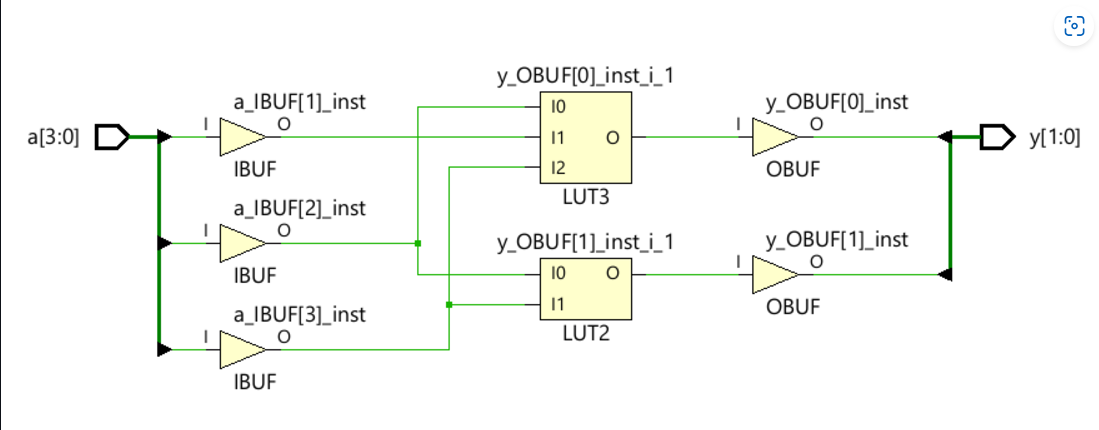 y_OBUF[0]_inst_i_1
a_IBUF[1]_inst
I0
y_OBUF[0]_inst
I
O
I
O
a[3:0]
I1
O
y[1:0]
IBUF
I2
OBUF
LUT3
a_IBUF[2]_inst
I
O
y_OBUF[1]_inst_i_1
y_OBUF[1]_inst
I
O
IBUF
I0
O
I1
OBUF
a_IBUF[3]_inst
LUT2
I
O
IBUF